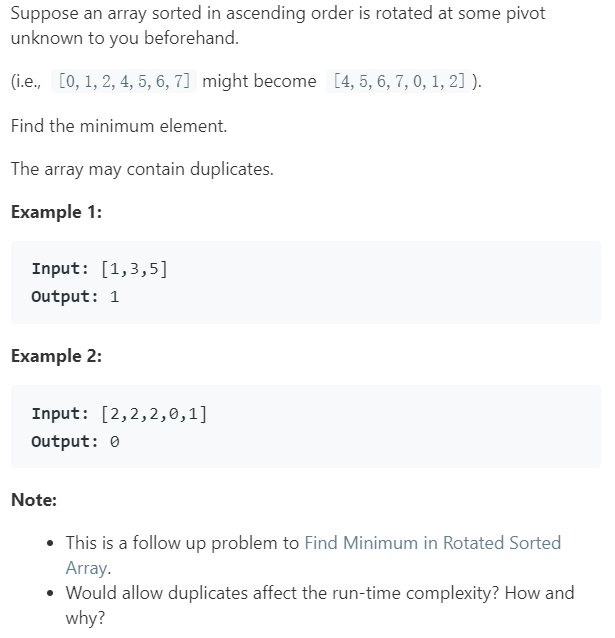 Suppose an array sorted in ascending order is rotated at some pivot
unknown to you beforehand.
(i.e., [0, 1, 2, 4, 5, 6, 7] might become [4, 5, 6, 7, 0, 1, 2] ).
Find the minimum element.
The array may contain duplicates.
Example 1:
Input: [1,3,5]
Output: 1
Example 2:
Input: [2,2,2,0,1]
Output: 0
Note:
• This is a follow up problem to Find Minimum in Rotated Sorted
Array.
• Would allow duplicates affect the run-time complexity? How and
why?